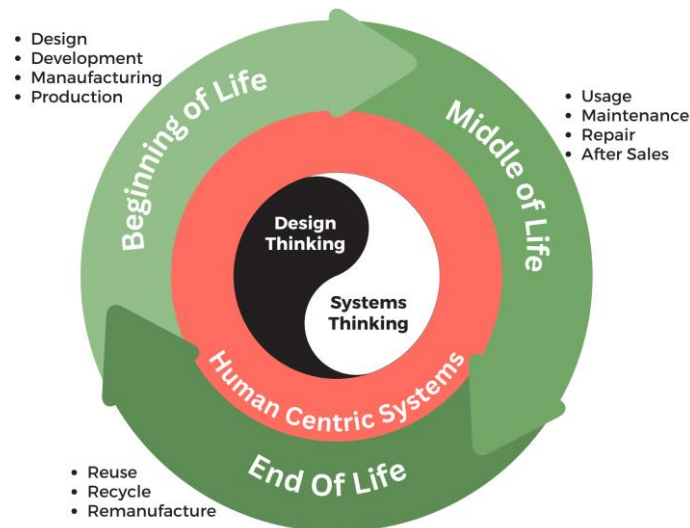 • Design
• Development
• Manaufacturing
• Production
Beginning of Life
Middle of Life
• Usage
• Maintenance
• Repair
• After Sales
Design
Thinking
Systems
Thinking
Human Centric Systems
End Of Life
• Reuse
• Recycle
• Remanufacture